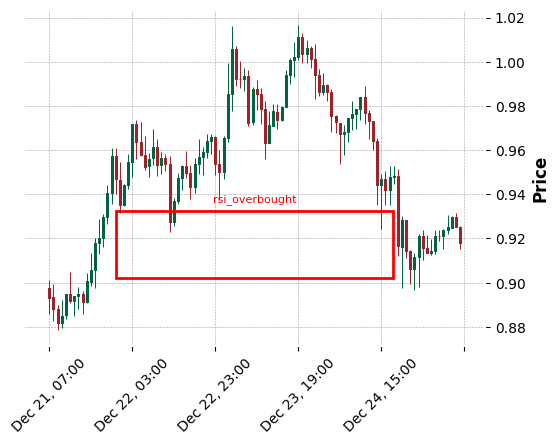 1.02
1.00
0.98
0.96
0.94
0.92
0.90
0.88
Price
rsi_overbought
Dec 21, 07:00
Dec 22, 03:00
Dec 22, 23:00
Dec 23, 19:00
Dec 24, 15:00